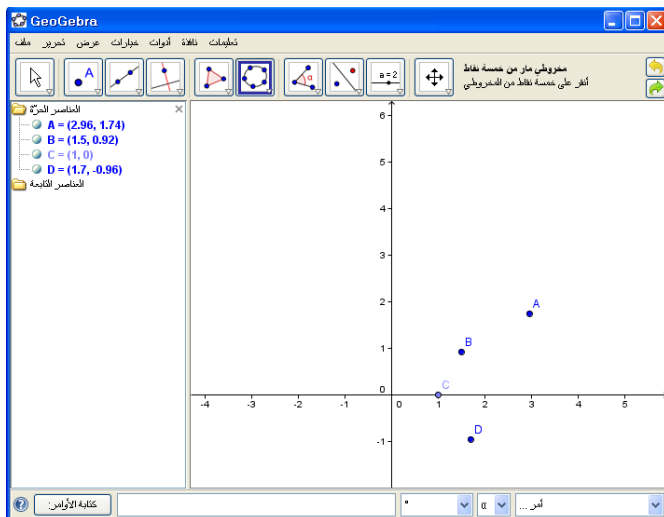 GeoGebra
ملف تحرير عرض خيارات أدوات نافذة تعليمات
A
α
a = 2
مخروطي مار من خمسة نقاط
أنقر على خمسة نقاط من المخروطي
العناصر الحرّة
A = (2.96, 1.74)
B = (1.5, 0.92)
C = (1, 0)
D = (1.7, -0.96)
العناصر التابعة
6
5
4
3
2
A
1
B
0
C
-4 -3 -2 -1 0 1 2 3 4 5
D
-1
كتابة الأوامر:
°
α
أمر ...